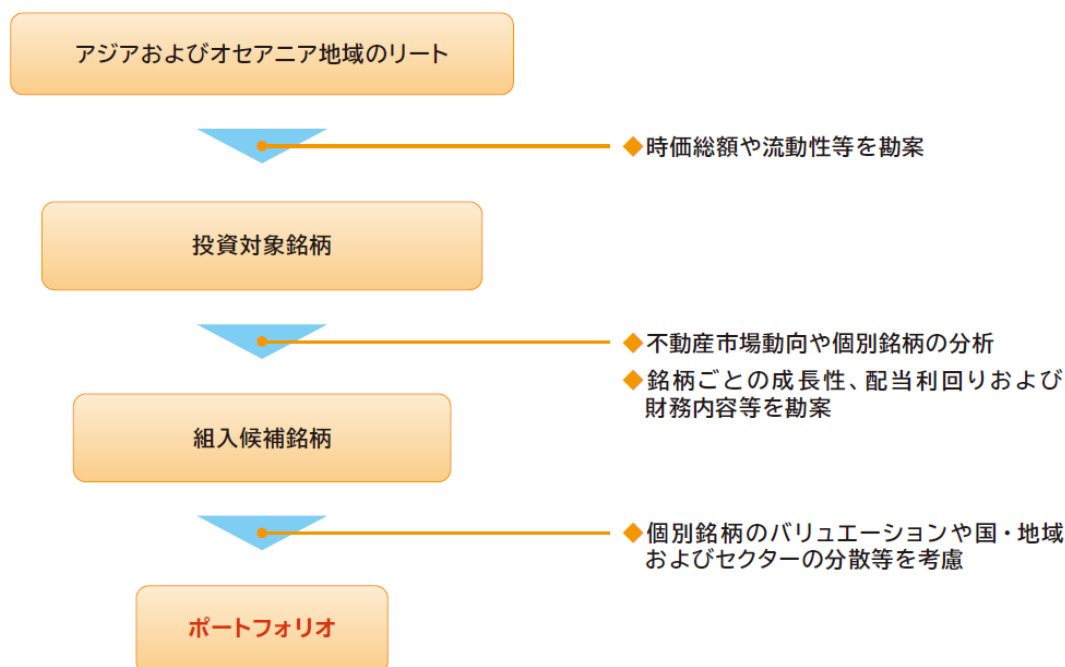 アジアおよびオセアニア地域のリート
◆時価総額や流動性等を勘案
投資対象銘柄
◆不動産市場動向や個別銘柄の分析
◆銘柄ごとの成長性、配当利回りおよび
財務内容等を勘案
組入候補銘柄
◆個別銘柄のバリュエーションや国・地域
およびセクターの分散等を考慮
ポートフォリオ